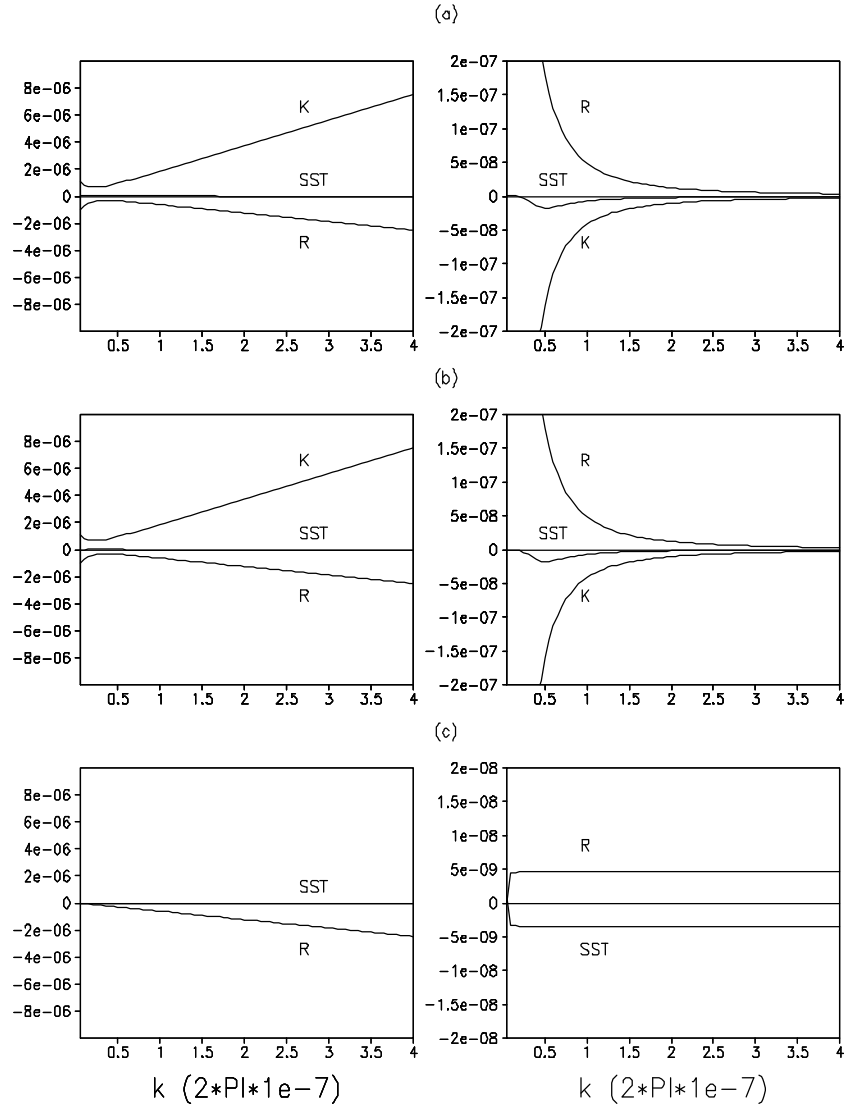 (a)
8e-06
6e-06
4e-06
2e-06
0
-2e-06
-4e-06
-6e-06
-8e-06
K
SST
R
0.5 1 1.5 2 2.5 3 3.5 4
2e-07
1.5e-07
1e-07
5e-08
0
-5e-08
-1e-07
-1.5e-07
-2e-07
R
SST
K
0.5 1 1.5 2 2.5 3 3.5 4
(b)
8e-06
6e-06
4e-06
2e-06
0
-2e-06
-4e-06
-6e-06
-8e-06
K
SST
R
0.5 1 1.5 2 2.5 3 3.5 4
2e-07
1.5e-07
1e-07
5e-08
0
-5e-08
-1e-07
-1.5e-07
-2e-07
R
SST
K
0.5 1 1.5 2 2.5 3 3.5 4
(c)
8e-06
6e-06
4e-06
2e-06
0
-2e-06
-4e-06
-6e-06
-8e-06
SST
R
0.5 1 1.5 2 2.5 3 3.5 4
k (2*PI*1e-7)
2e-08
1.5e-08
1e-08
5e-09
0
-5e-09
-1e-08
-1.5e-08
-2e-08
R
SST
0.5 1 1.5 2 2.5 3 3.5 4
k (2*PI*1e-7)